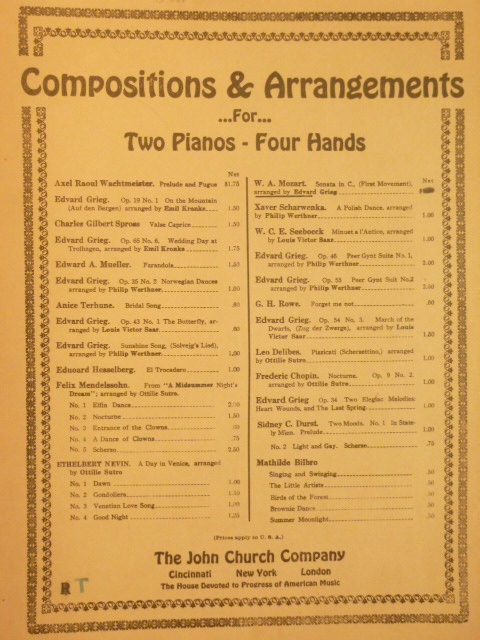 Compositions & Arrangements
...For...
Two Pianos - Four Hands
Net
Axel Raoul Wachtmeister. Prelude and Fugue $1.75
Edvard Grieg. Op. 19 No. 1 On the Mountain
(Auf den Bergen) arranged by Emil Kroake 1.50
Charles Gilbert Spross Valse Caprice 1.50
Edvard Grieg. Op. 65 No. 6. Wedding Day at
Troldhaugen, arranged by Emil Kroake 1.75
Edward A. Mueller. Farandola 1.50
Edvard Grieg. Op. 35 No. 2 Norwegian Dances
arranged by Philip Werthner 1.00
Anice Terhune. Bridal Song .80
Edvard Grieg. Op. 43 No. 1 The Butterfly, ar-
ranged by Louis Victor Saar .80
Edvard Grieg. Sunshine Song, (Solveig's Lied),
arranged by Philip Werthner 1.00
Eduoard Hesselberg. El Trocadero 1.00
Felix Mendelssohn. From "A Midsummer Night's
Dream"; arranged by Ottilie Sutro.
No. 1 Elfin Dance 2.00
No. 2 Nocturne 1.50
No. 3 Entrance of the Clowns
No. 4 A Dance of Clowns .75
No. 5 Scherzo 2.50
ETHELBERT NEVIN. A Day in Venice, arranged
by Ottilie Sutro
No. 1 Dawn 1.00
No. 2 Gondoliers 1.50
No. 3 Venetian Love Song 1.00
No. 4 Good Night 1.25
Net
W. A. Mozart. Sonata in C, (First Movement),
arranged by Edvard Grieg
Xaver Scharwenka. A Polish Dance, arranged
by Philip Werthner 1.00
W. C. E. Seeboeck Minuet a l'Antico, arranged
by Louis Victor Saar 1.00
Edvard Grieg. Op. 46 Peer Gynt Suite No. 1,
arranged by Philip Werthner 2.00
Edvard Grieg. Op. 55 Peer Gynt Suit No. 2
arranged by Philip Werthner 2.00
G. H. Rowe. Forget me not .80
Edvard Grieg. Op. 54 No. 3. March of the
Dwarfs, (Zug der Zwerge), arranged by Louis
Victor Saar 1.50
Leo Delibes. Pizzicati (Scherzettino), arranged
by Ottilie Sutro 1.00
Frederic Chopin. Nocturne. Op. 9 No. 2.
arranged by Ottilie Sutro 1.00
Edvard Grieg Op. 34 Two Elegiac Melodies:
Heart Wounds, and The Last Spring 1.00
Sidney C. Durst. Two Moods. No. 1 In State-
ly Mien. Prelude 1.00
No. 2 Light and Gay. Scherzo .75
Mathilde Bilbro
Singing and Swinging .50
The Little Artists .50
Birds of the Forest .50
Brownie Dance .50
Summer Moonlight .50
(Prices apply to U. S. A.)
The John Church Company
Cincinnati New York London
The House Devoted to Progress of American Music
R T